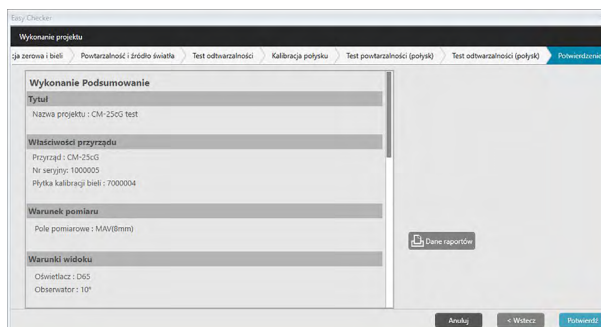 Easy Checker
Wykonanie projektu
cja zerowa i bieli
Powtarzalność i źródło światła
Test odtwarzalności
Kalibracja połysku
Test powtarzalności (połysk)
Test odtwarzalności (połysk)
Potwierdzenie
Wykonanie Podsumowanie
Tytuł
Nazwa projektu : CM-25cG test
Właściwości przyrządu
Przyrząd : CM-25cG
Nr seryjny: 1000005
Płytka kalibracji bieli : 7000004
Warunek pomiaru
Pole pomiarowe : MAV(8mm)
Dane raportów
Warunki widoku
Oświetlacz : D65
Obserwator : 10°
Anuluj
< Wstecz
Potwierdź